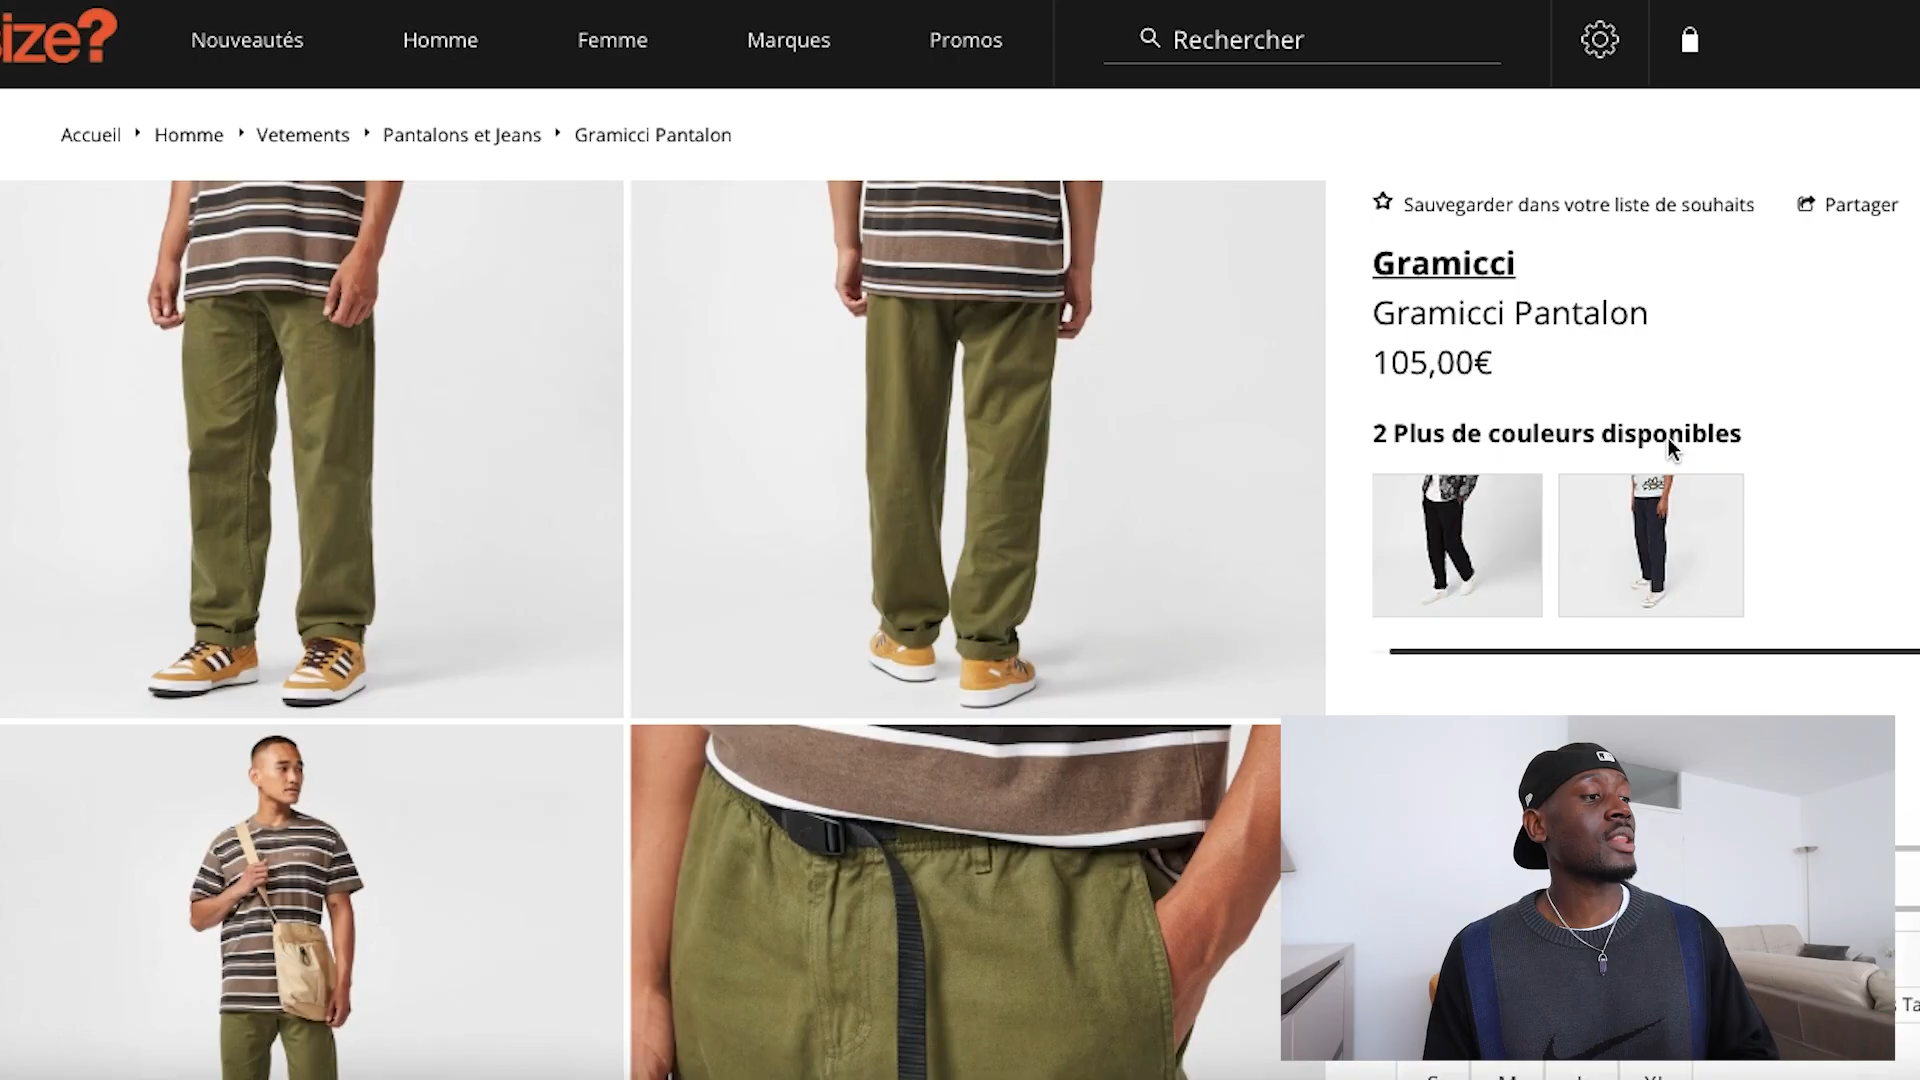 size?
Nouveautés
Homme
Femme
Marques
Promos
Rechercher
Accueil
Homme
Vetements
Pantalons et Jeans
Gramicci Pantalon
Sauvegarder dans votre liste de souhaits
Partager
Gramicci
Gramicci Pantalon
105,00€
2 Plus de couleurs disponibles